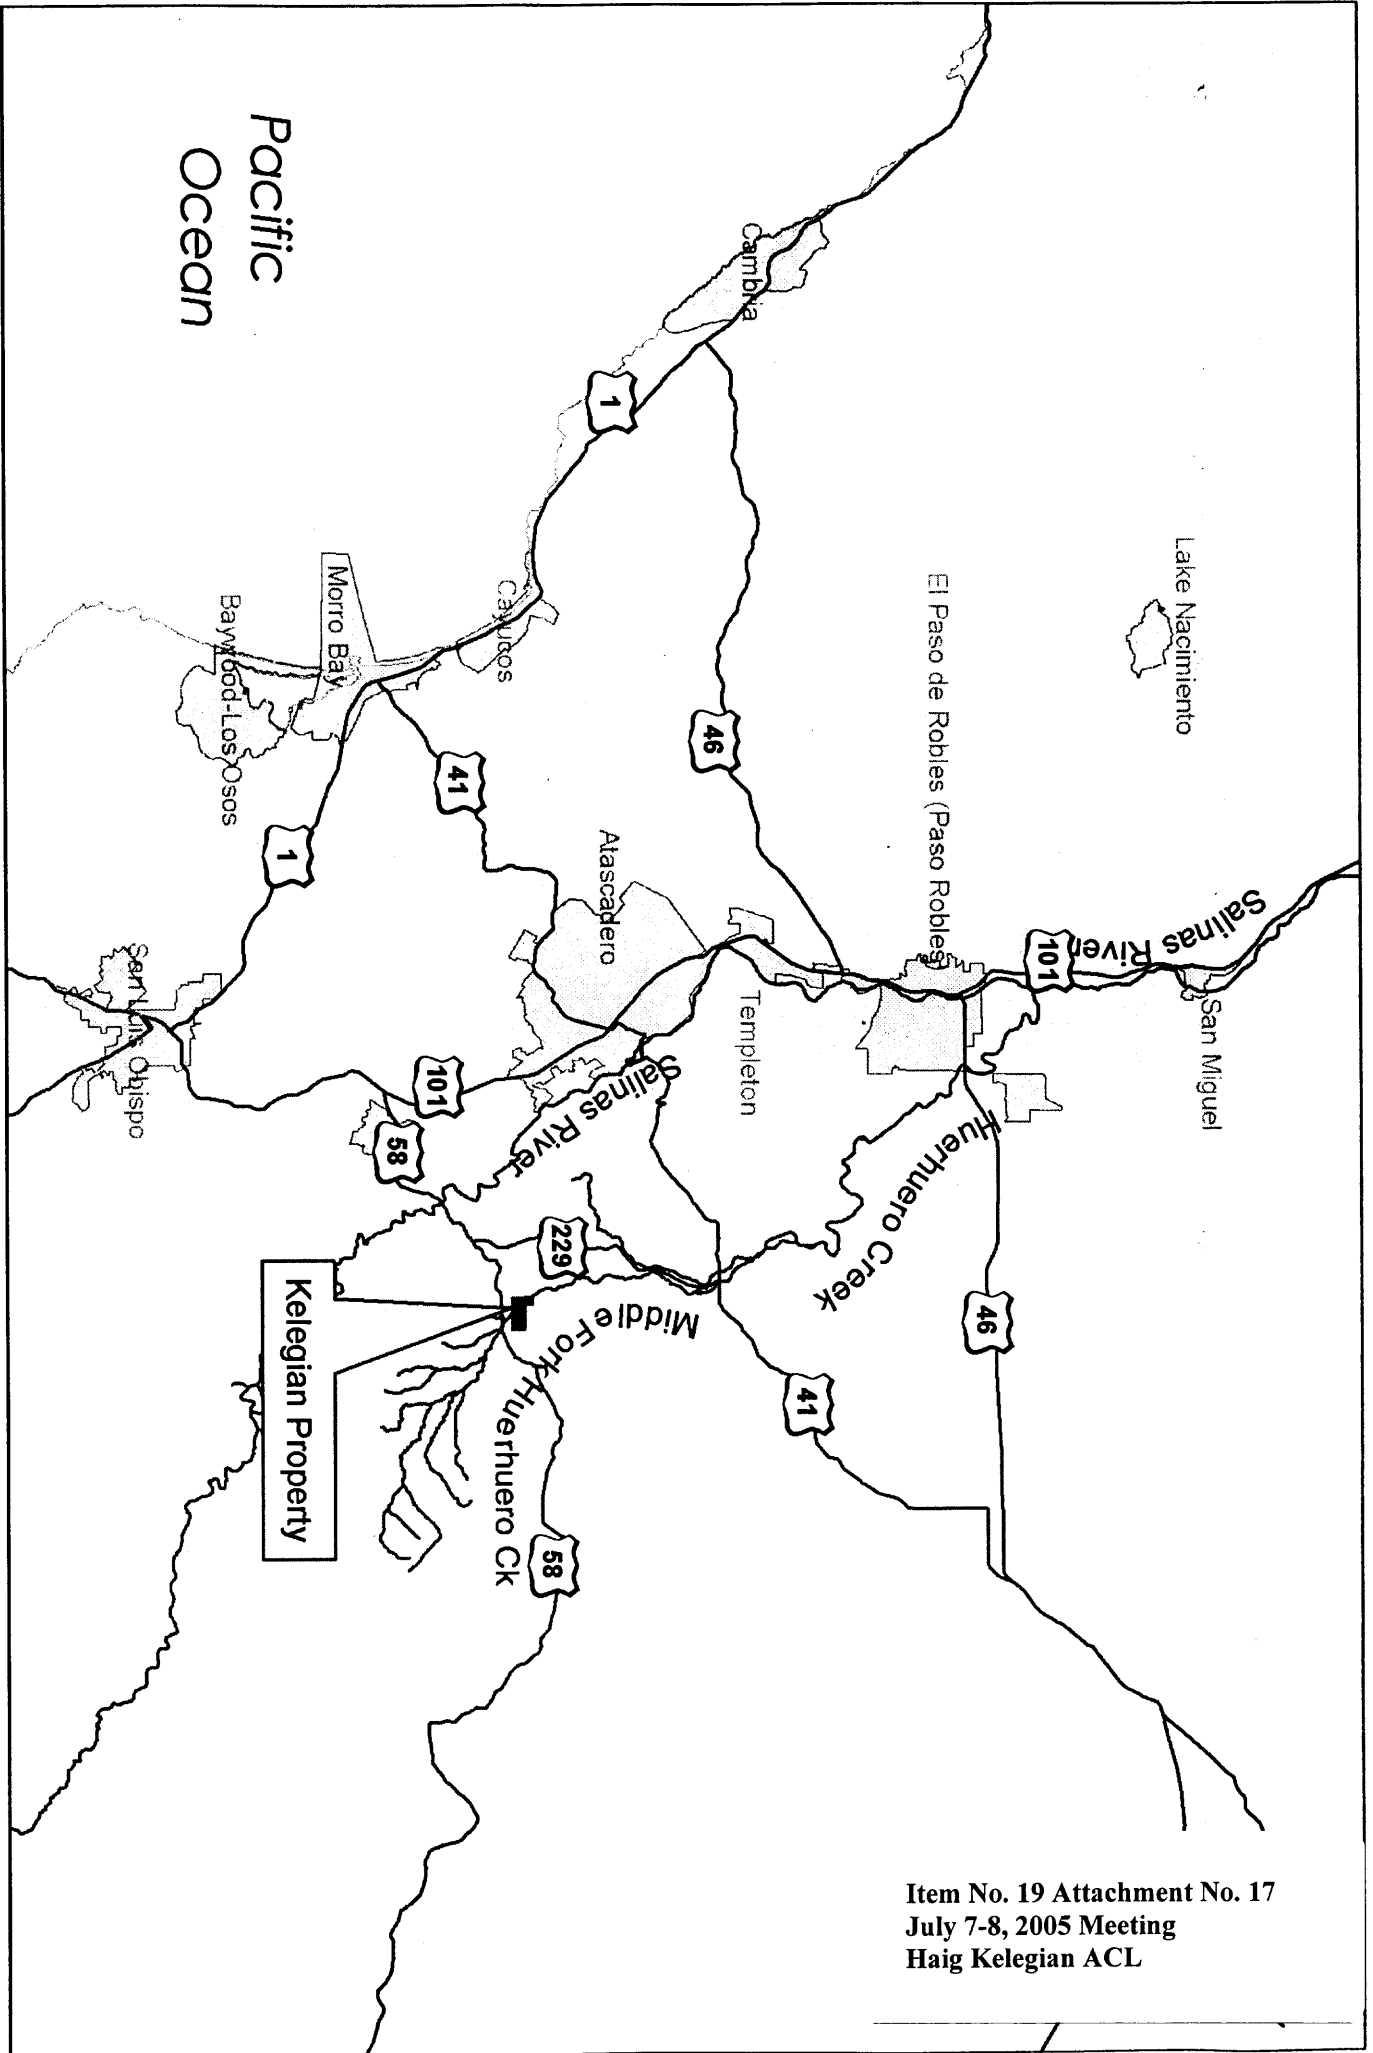 Pacific
Ocean
Cambria
1
Lake Nacimiento
El Paso de Robles (Paso Robles)
46
Cayucos
Morro Bay
Baywood-Los Osos
41
1
Atascadero
Salinas River
101
San Miguel
Templeton
San Luis Obispo
101
58
Salinas River
Huerhuero Creek
229
46
41
Middle Fork Huerhuero Ck
58
Kelegian Property
Item No. 19 Attachment No. 17
July 7-8, 2005 Meeting
Haig Kelegian ACL